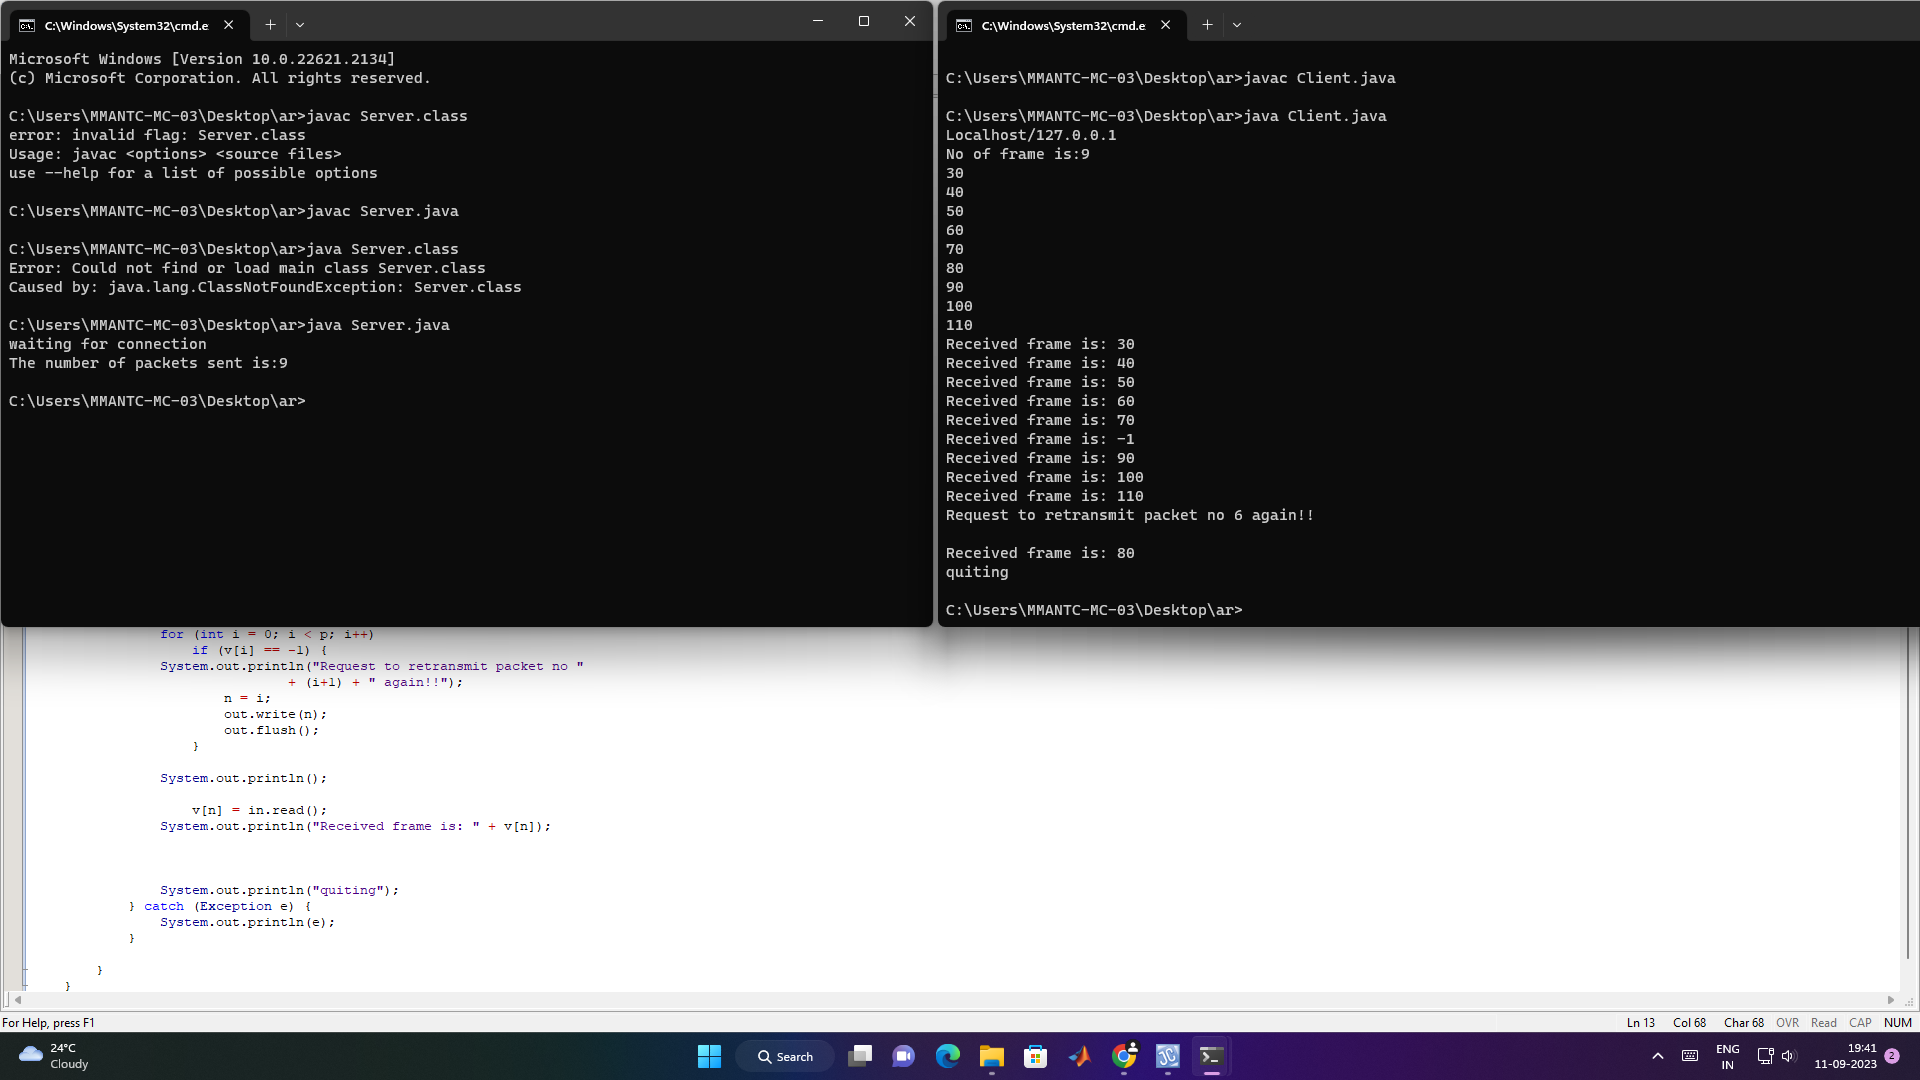 C:\Windows\System32\cmd.e
Microsoft Windows [Version 10.0.22621.2134]
(c) Microsoft Corporation. All rights reserved.
C:\Users\MMANTC-MC-03\Desktop\ar>javac Server.class
error: invalid flag: Server.class
Usage: javac <options> <source files>
use --help for a list of possible options
C:\Users\MMANTC-MC-03\Desktop\ar>javac Server.java
C:\Users\MMANTC-MC-03\Desktop\ar>java Server.class
Error: Could not find or load main class Server.class
Caused by: java.lang.ClassNotFoundException: Server.class
C:\Users\MMANTC-MC-03\Desktop\ar>java Server.java
waiting for connection
The number of packets sent is:9
C:\Users\MMANTC-MC-03\Desktop\ar>
C:\Windows\System32\cmd.e
C:\Users\MMANTC-MC-03\Desktop\ar>javac Client.java
C:\Users\MMANTC-MC-03\Desktop\ar>java Client.java
Localhost/127.0.0.1
No of frame is:9
30
40
50
60
70
80
90
100
110
Received frame is: 30
Received frame is: 40
Received frame is: 50
Received frame is: 60
Received frame is: 70
Received frame is: -1
Received frame is: 90
Received frame is: 100
Received frame is: 110
Request to retransmit packet no 6 again!!
Received frame is: 80
quiting
C:\Users\MMANTC-MC-03\Desktop\ar>
for (int i = 0; i < p; i++)
if (v[i] == -1) {
System.out.println("Request to retransmit packet no "
+ (i+1) + " again!!");
n = i;
out.write(n);
out.flush();
}
System.out.println();
v[n] = in.read();
System.out.println("Received frame is: " + v[n]);
System.out.println("quiting");
} catch (Exception e) {
System.out.println(e);
}
}
}
For Help, press F1
Ln 13 Col 68 Char 68 OVR Read CAP NUM
24°C
Cloudy
Search
ENG
IN
19:41
11-09-2023
2